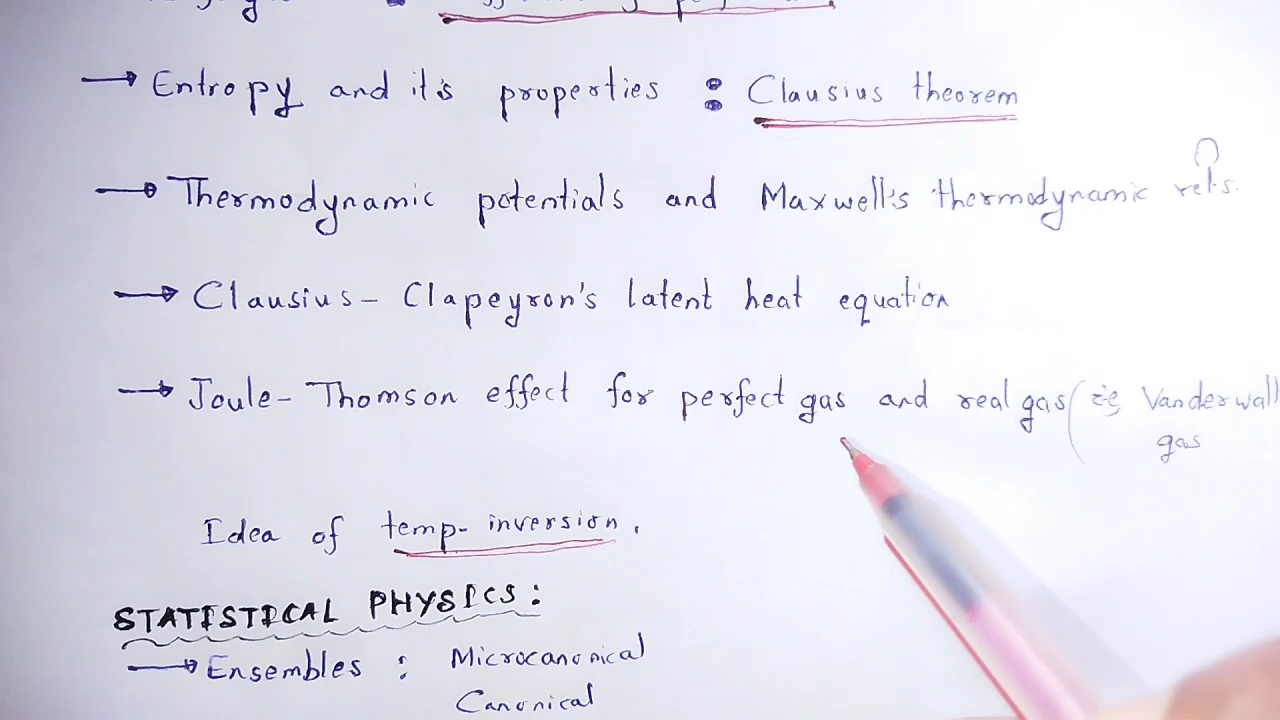 → Entropy and it's properties : Clausius theorem
→ Thermodynamic potentials and Maxwell's thermodynamic rel.s.
→ Clausius - Clapeyron's latent heat equation
→ Joule - Thomson effect for perfect gas and real gas ( ie Vanderwall
gas
Idea of temp- inversion.
STATISTICAL PHYSICS:
→ Ensembles : Microcanonical
Canonical